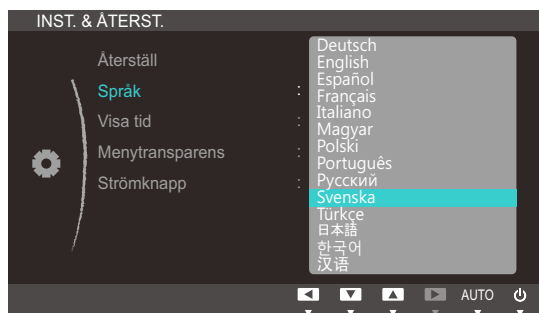 INST. & ÅTERST.
Återställ
Språk :
Visa tid :
Menytransparens :
Strömknapp :
Deutsch
English
Español
Français
Italiano
Magyar
Polski
Português
Русский
Svenska
Türkçe
日本語
한국어
汉语
AUTO